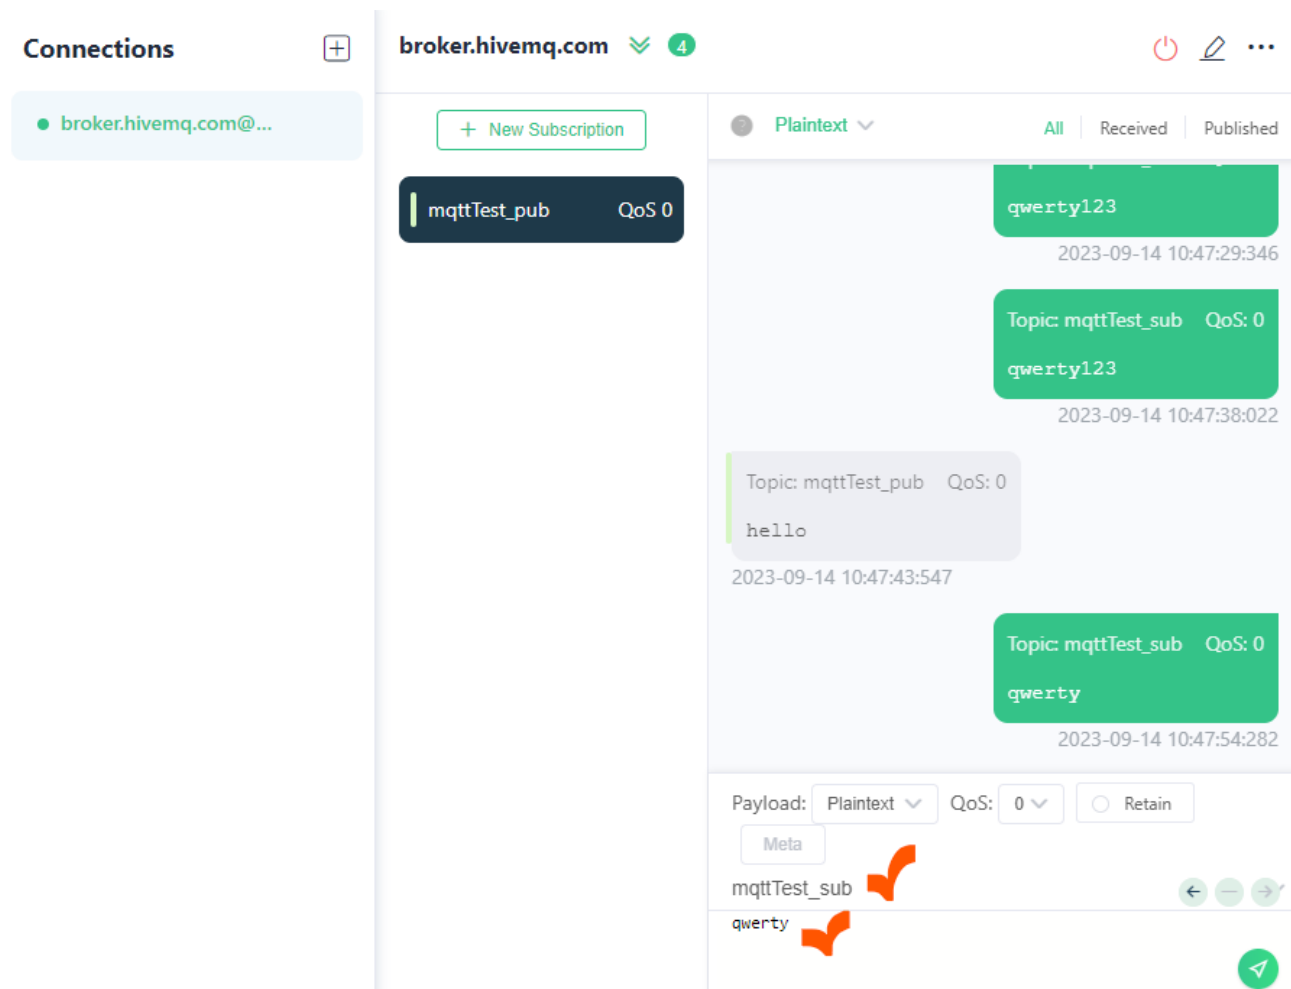 Connections
broker.hivemq.com@...
broker.hivemq.com 4
+ New Subscription
mqttTest_pub QoS 0
Plaintext
All Received Published
qwerty123
2023-09-14 10:47:29:346
Topic: mqttTest_sub QoS: 0
qwerty123
2023-09-14 10:47:38:022
Topic: mqttTest_pub QoS: 0
hello
2023-09-14 10:47:43:547
Topic: mqttTest_sub QoS: 0
qwerty
2023-09-14 10:47:54:282
Payload: Plaintext QoS: 0 Retain
Meta
mqttTest_sub
qwerty